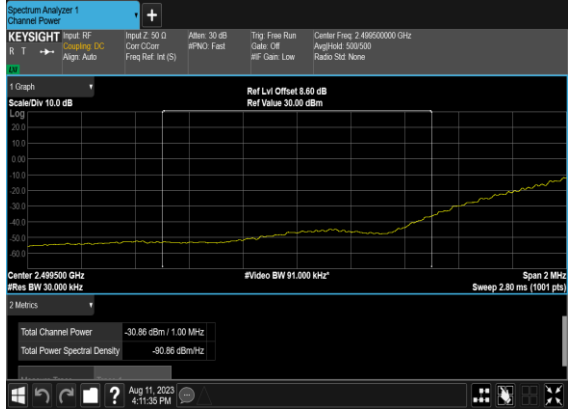 Spectrum Analyzer 1
Channel Power
+
KEYSIGHT Input: RF Input Z: 50 Ω Atten: 30 dB Trig: Free Run Center Freq: 2.499500000 GHz
R T Coupling: DC Corr CCorr #PNO: Fast Gate: Off Avg|Hold: 500/500
Align: Auto Freq Ref: Int (S) #IF Gain: Low Radio Std: None
1 Graph
Ref Lvl Offset 8.60 dB
Scale/Div 10.0 dB Ref Value 30.00 dBm
Log
20.0
10.0
0.00
-10.0
-20.0
-30.0
-40.0
-50.0
-60.0
Center 2.499500 GHz #Video BW 91.000 kHz* Span 2 MHz
#Res BW 30.000 kHz Sweep 2.80 ms (1001 pts)
2 Metrics
Total Channel Power -30.86 dBm / 1.00 MHz
Total Power Spectral Density -90.86 dBm/Hz
? Aug 11, 2023
4:11:35 PM